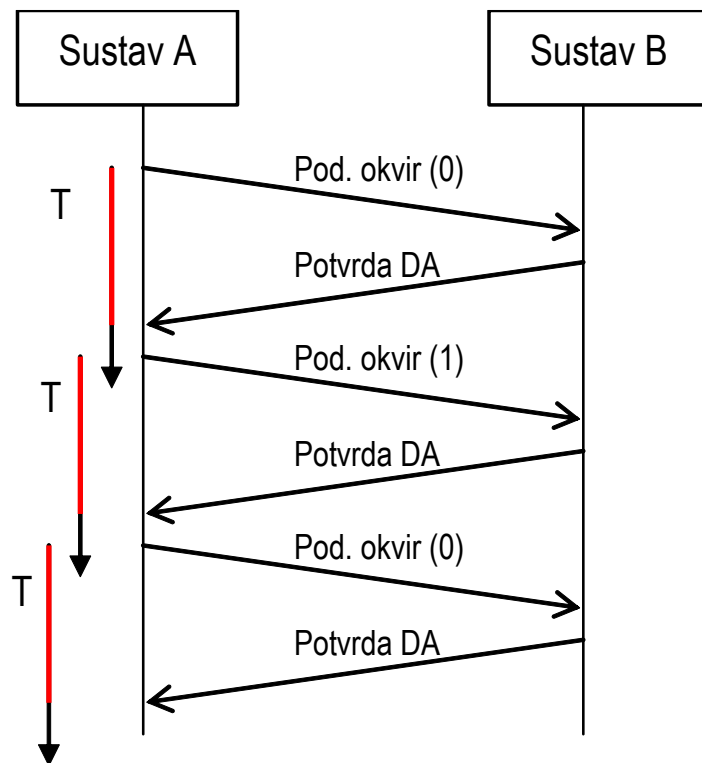 Sustav A
Sustav B
Pod. okvir (0)
T
Potvrda DA
Pod. okvir (1)
T
Potvrda DA
Pod. okvir (0)
T
Potvrda DA